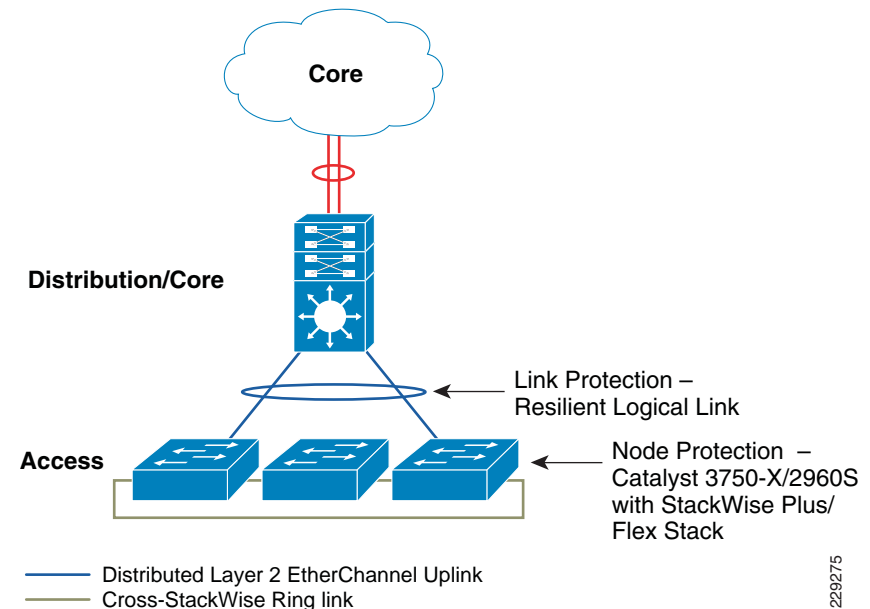 Core
Distribution/Core
Link Protection –
Resilient Logical Link
Access
Node Protection –
Catalyst 3750-X/2960S
with StackWise Plus/
Flex Stack
Distributed Layer 2 EtherChannel Uplink
Cross-StackWise Ring link
229275